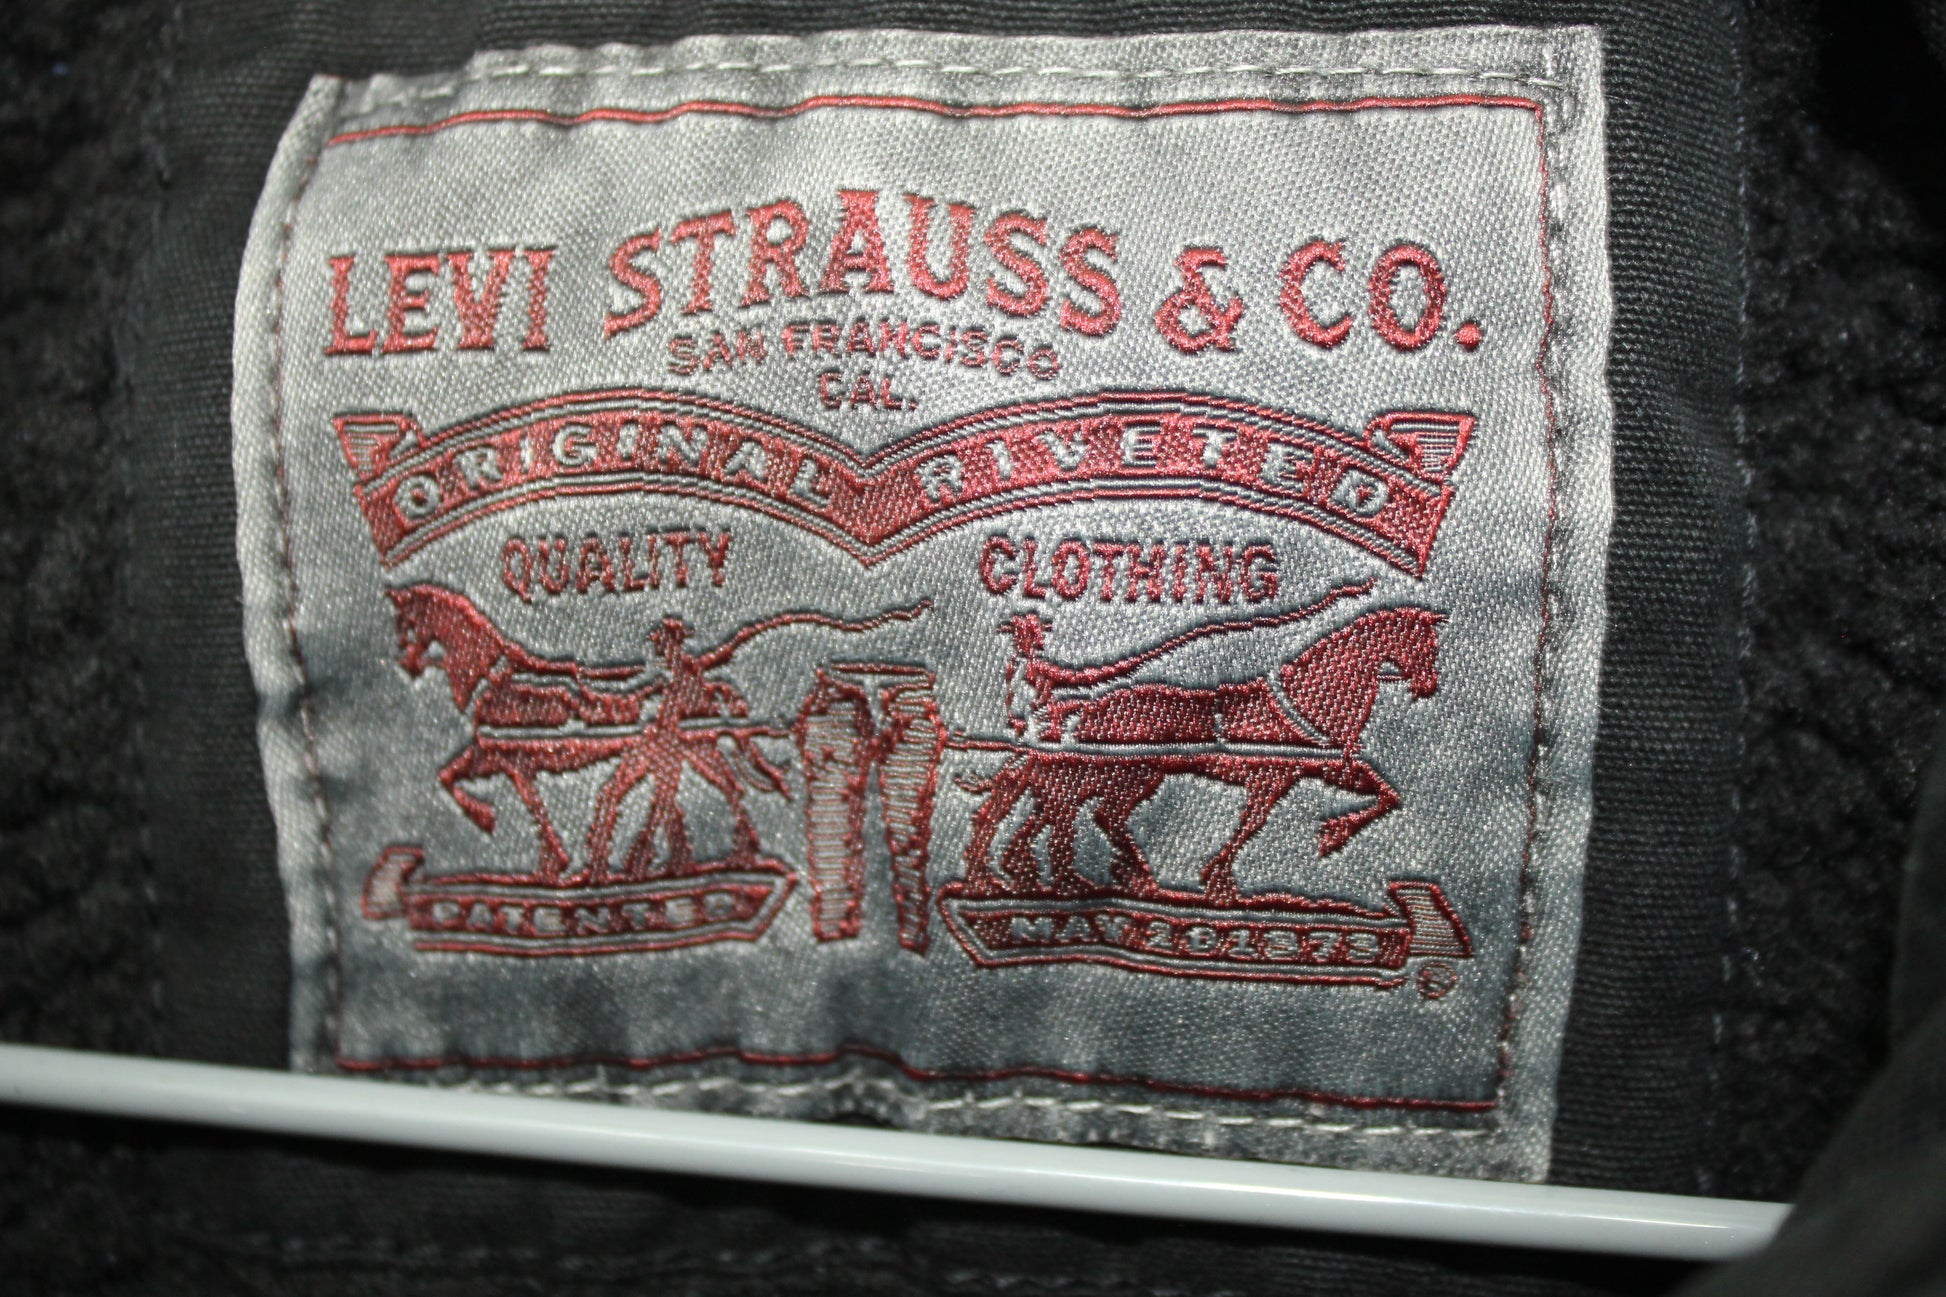 LEVI STRAUSS & CO.
SAN FRANCISCO
CAL.
ORIGINAL RIVETED
QUALITY CLOTHING
PATENTED MAY 20 1873
®